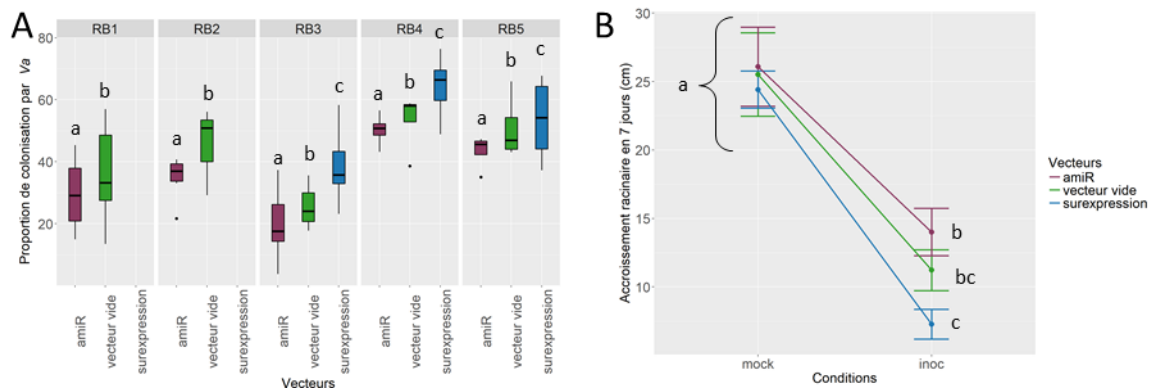 A
RB1
RB2
RB3
RB4
RB5
Proportion de colonisation par Va
80
60
40
20
a
b
a
b
a
b
c
a
b
c
a
b
c
amiR
vecteur vide
surexpression
amiR
vecteur vide
surexpression
amiR
vecteur vide
surexpression
amiR
vecteur vide
surexpression
amiR
vecteur vide
surexpression
Vecteurs
B
Accroissement racinaire en 7 jours (cm)
30
25
20
15
10
a
b
bc
c
mock
inoc
Conditions
Vecteurs
amiR
vecteur vide
surexpression